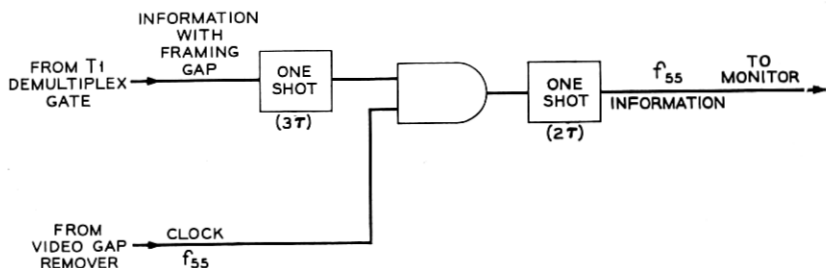 INFORMATION
WITH
FRAMING
GAP
FROM T1
DEMULTIPLEX
GATE
ONE
SHOT
(3τ)
ONE
SHOT
(2τ)
f55
INFORMATION
TO
MONITOR
FROM
VIDEO GAP
REMOVER
CLOCK
f55